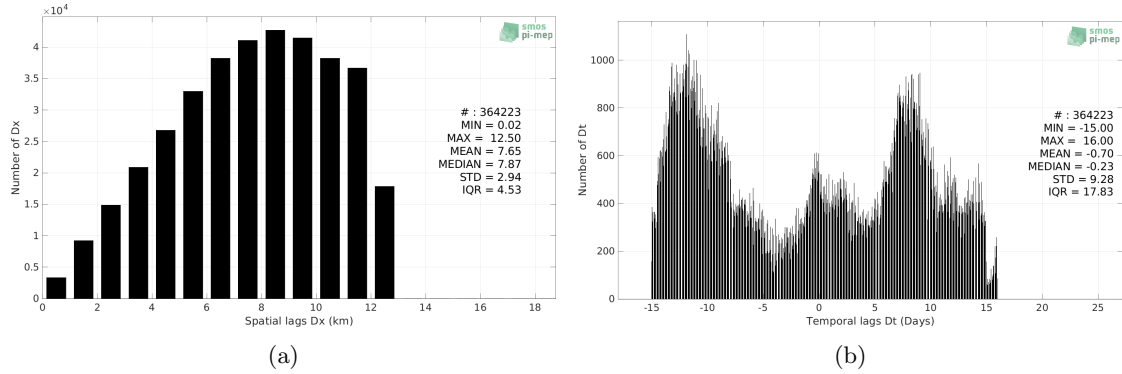 ×10⁴
4
3.5
3
2.5
2
1.5
1
0.5
0
Number of Dx
0 2 4 6 8 10 12 14 16 18
Spatial lags Dx (km)
smos
pi-mep
# : 364223
MIN = 0.02
MAX = 12.50
MEAN = 7.65
MEDIAN = 7.87
STD = 2.94
IQR = 4.53
(a)
1000
800
600
400
200
0
Number of Dt
-15 -10 -5 0 5 10 15 20 25
Temporal lags Dt (Days)
smos
pi-mep
# : 364223
MIN = -15.00
MAX = 16.00
MEAN = -0.70
MEDIAN = -0.23
STD = 9.28
IQR = 17.83
(b)